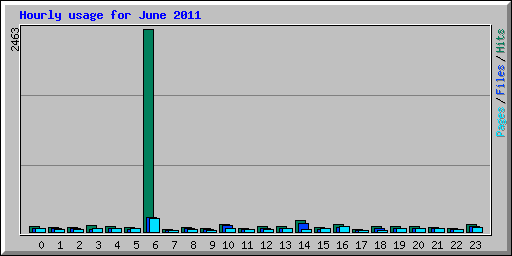 Hourly usage for June 2011
2463
Pages / Files / Hits
0 1 2 3 4 5 6 7 8 9 10 11 12 13 14 15 16 17 18 19 20 21 22 23